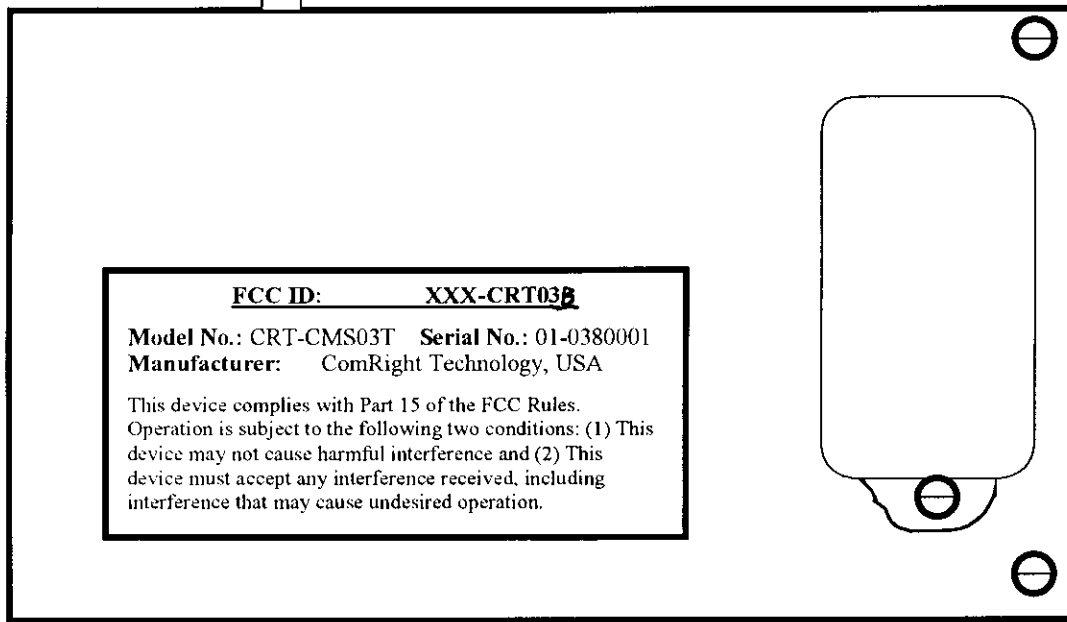 FCC ID: XXX-CRT03B
Model No.: CRT-CMS03T Serial No.: 01-0380001
Manufacturer: ComRight Technology, USA
This device complies with Part 15 of the FCC Rules.
Operation is subject to the following two conditions: (1) This
device may not cause harmful interference and (2) This
device must accept any interference received, including
interference that may cause undesired operation.